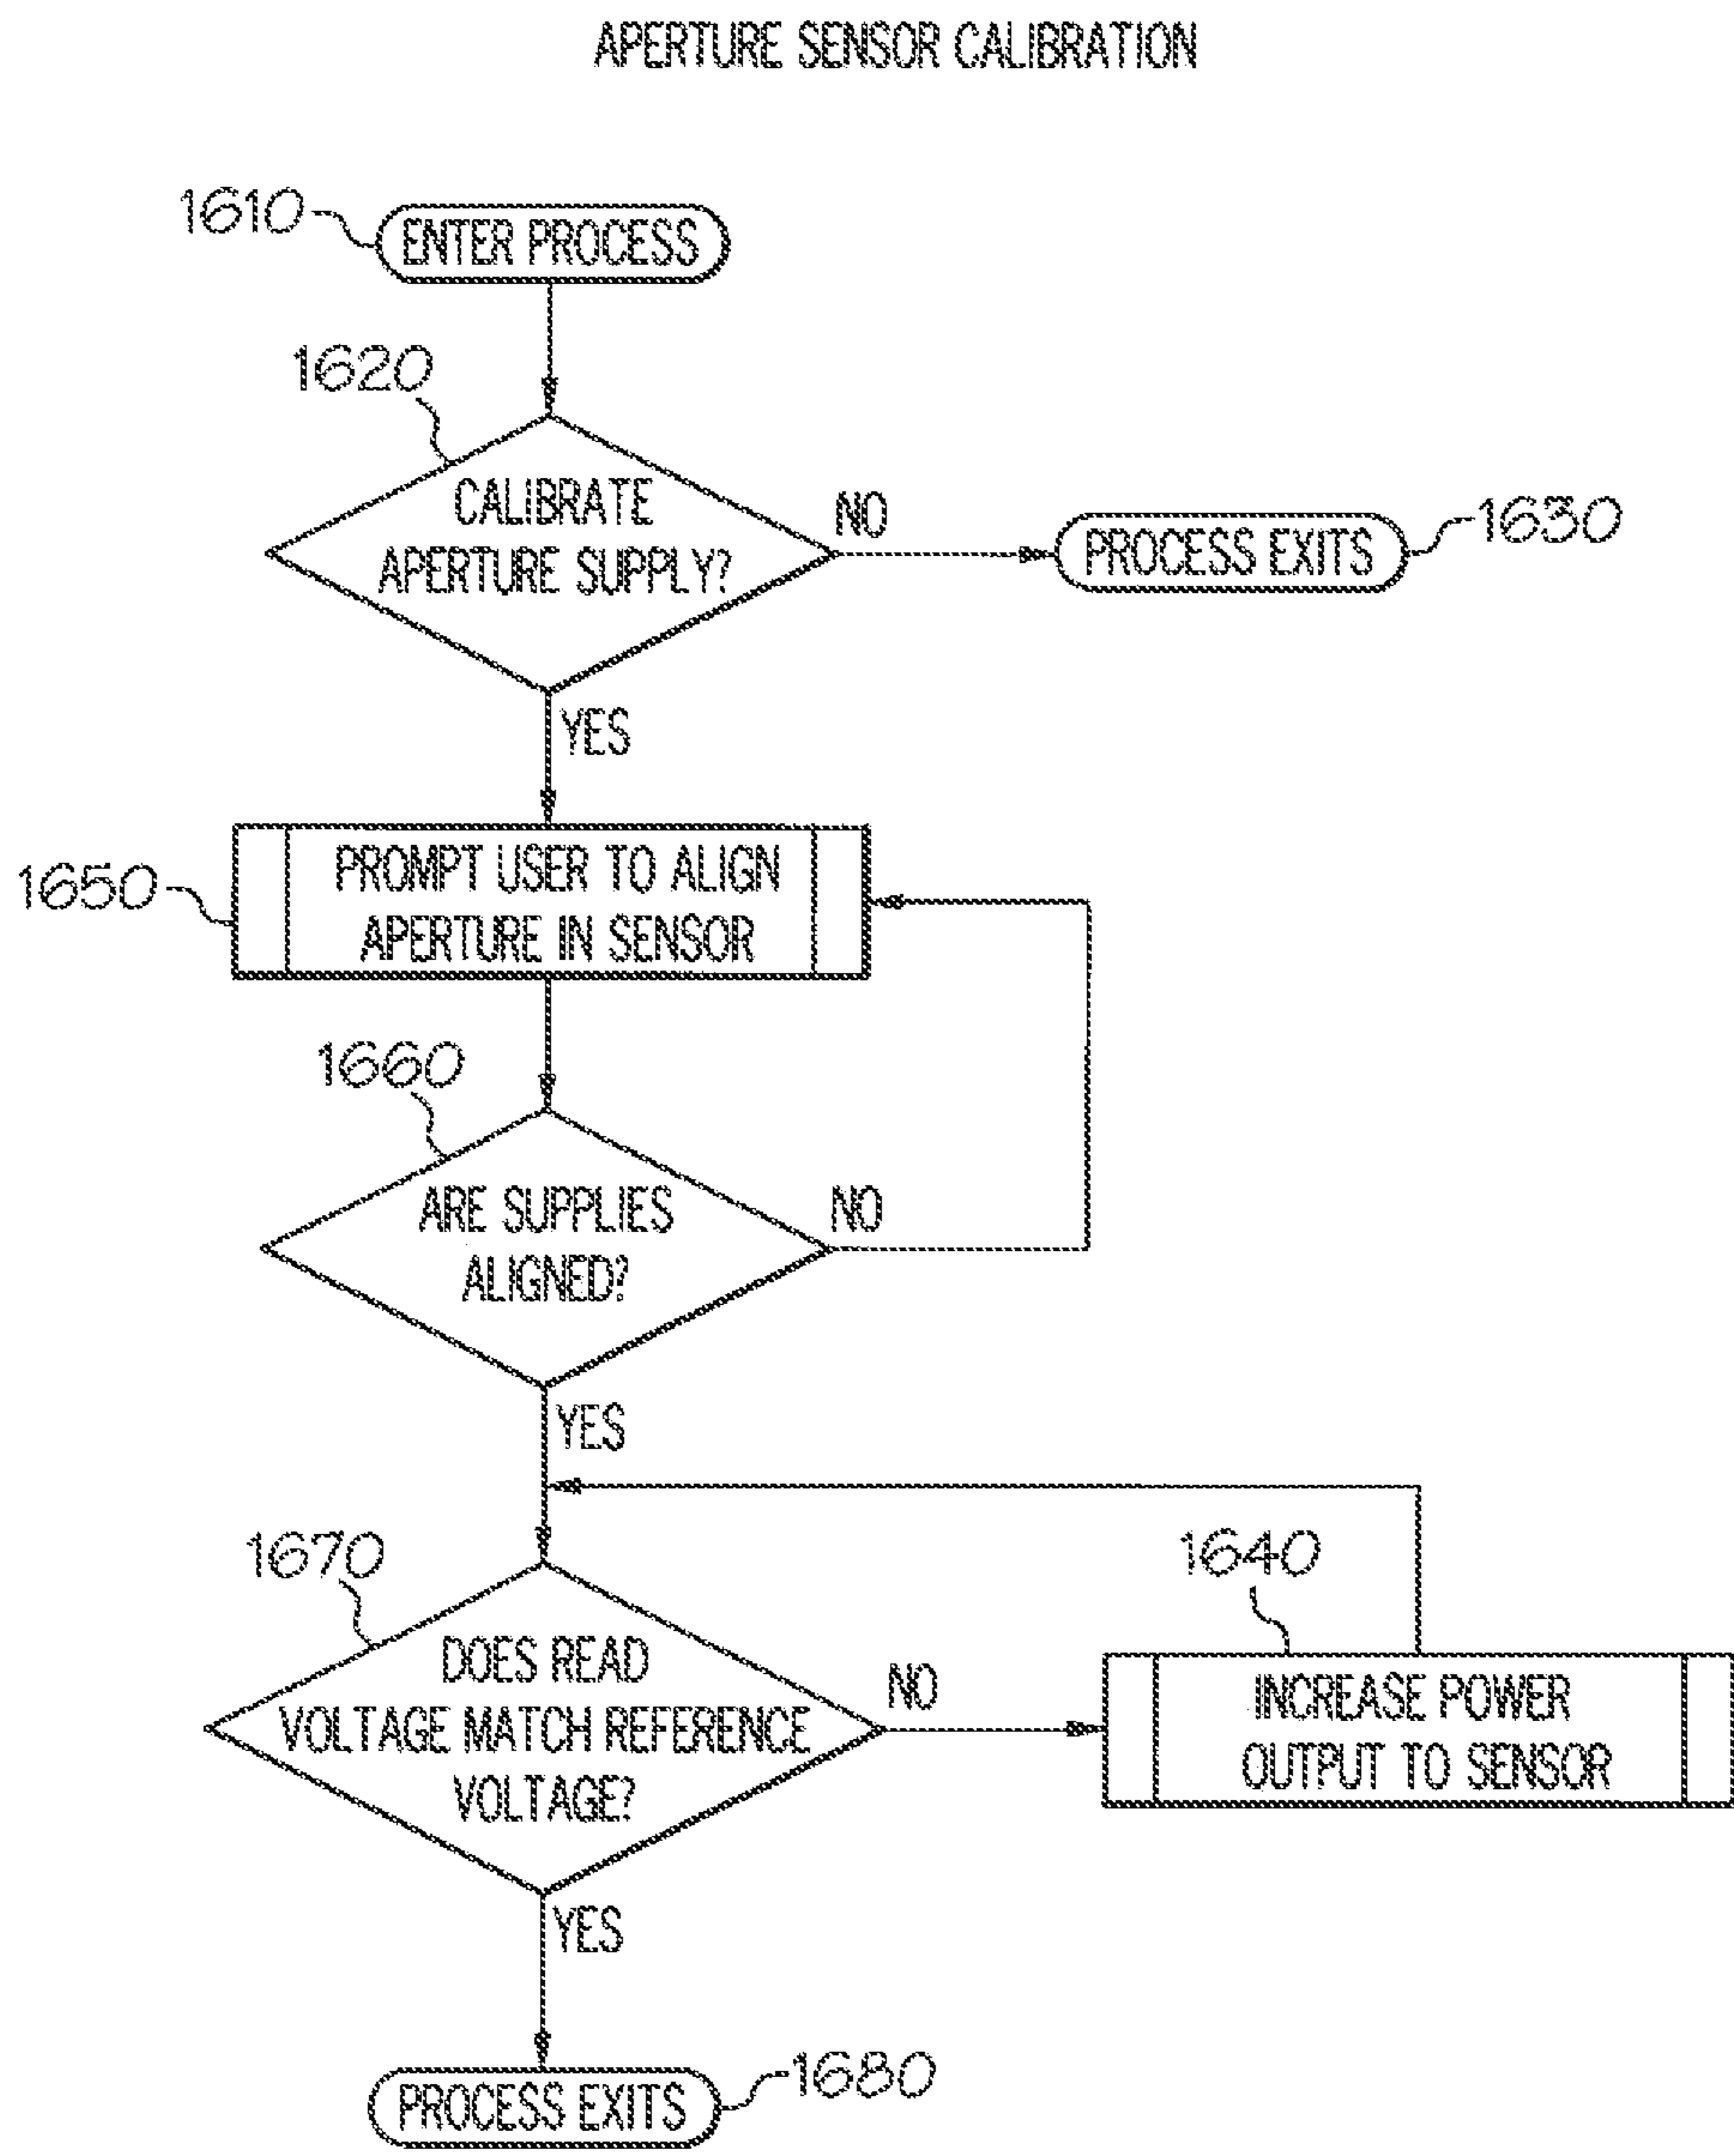 APERTURE SENSOR CALIBRATION
1610
ENTER PROCESS
1620
CALIBRATE
APERTURE SUPPLY?
NO
PROCESS EXITS
1630
YES
1650
PROMPT USER TO ALIGN
APERTURE IN SENSOR
1660
ARE SUPPLIES
ALIGNED?
NO
YES
1670
DOES READ
VOLTAGE MATCH REFERENCE
VOLTAGE?
NO
1640
INCREASE POWER
OUTPUT TO SENSOR
YES
PROCESS EXITS
1680